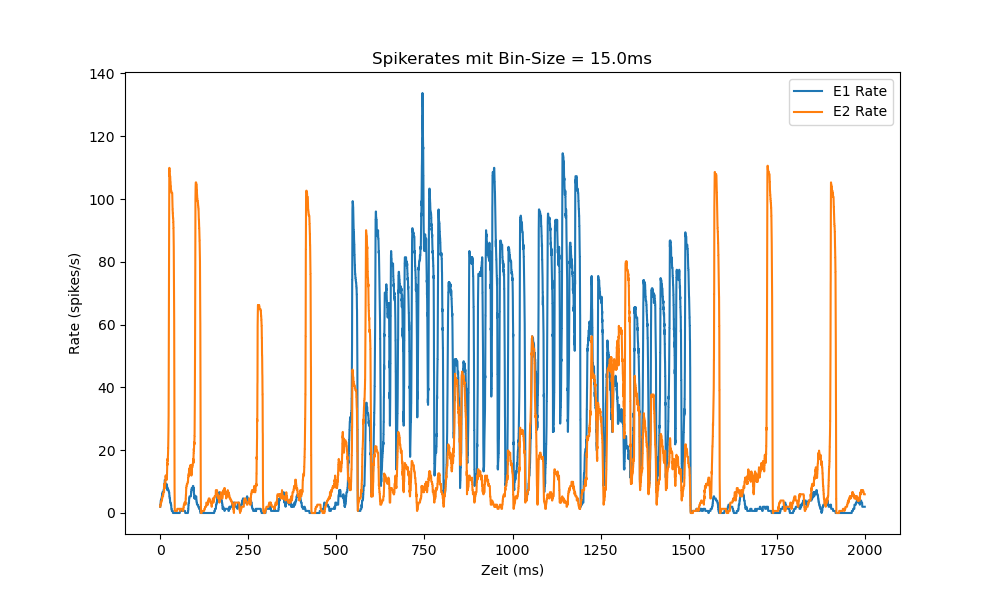 Spikerates mit Bin-Size = 15.0ms
E1 Rate
E2 Rate
140
120
100
80
60
40
20
0
Rate (spikes/s)
0 250 500 750 1000 1250 1500 1750 2000
Zeit (ms)